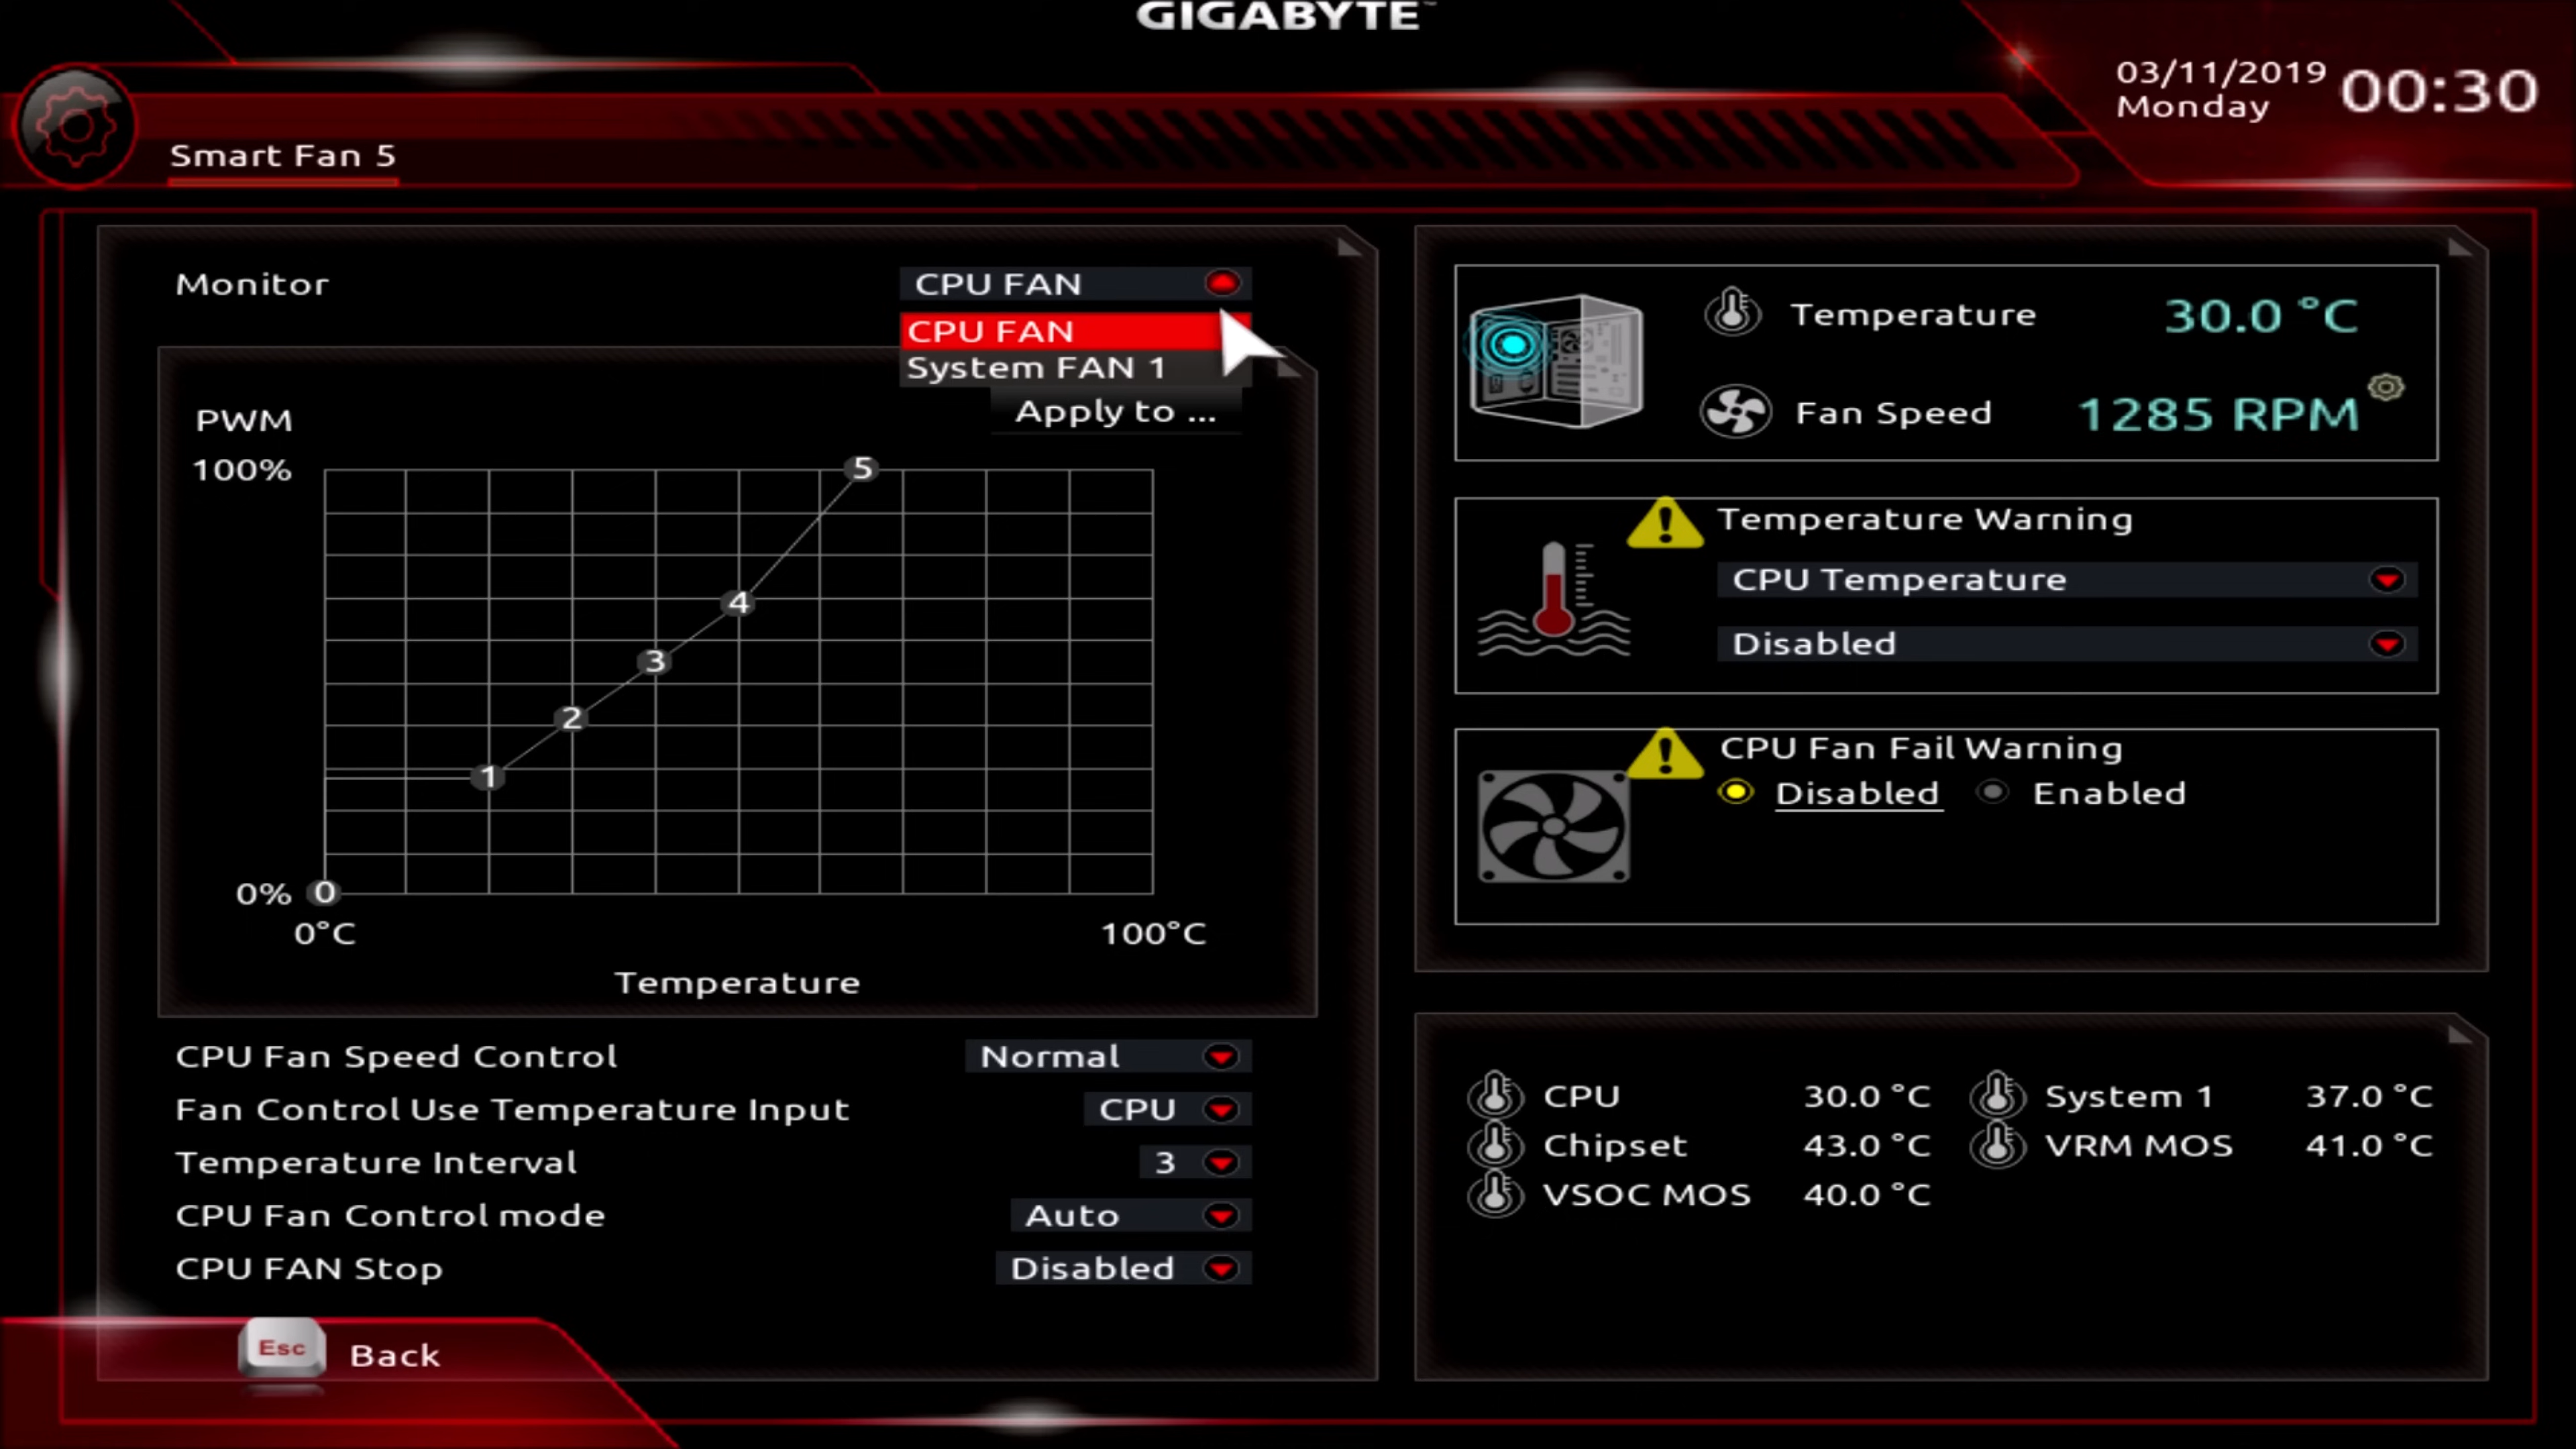 GIGABYTE™
03/11/2019
Monday
00:30
Smart Fan 5
Monitor
CPU FAN
CPU FAN
System FAN 1
Apply to ...
PWM
100%
5
4
3
2
1
0%
0
0°C
100°C
Temperature
CPU Fan Speed Control Normal
Fan Control Use Temperature Input CPU
Temperature Interval 3
CPU Fan Control mode Auto
CPU FAN Stop Disabled
Esc Back
Temperature 30.0 °C
Fan Speed 1285 RPM
Temperature Warning
CPU Temperature
Disabled
CPU Fan Fail Warning
Disabled Enabled
CPU 30.0 °C System 1 37.0 °C
Chipset 43.0 °C VRM MOS 41.0 °C
VSOC MOS 40.0 °C